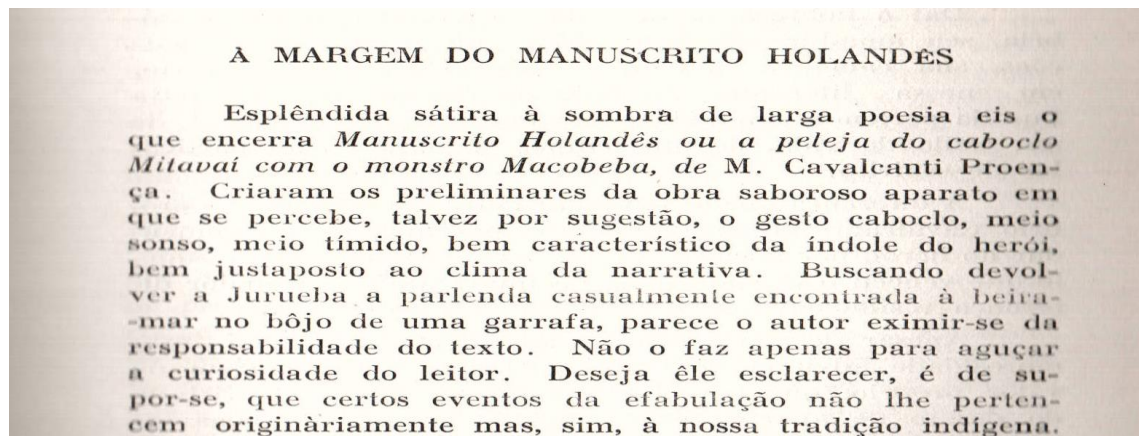 À MARGEM DO MANUSCRITO HOLANDÊS
Esplêndida sátira à sombra de larga poesia eis o
que encerra Manuscrito Holandês ou a peleja do caboclo
Mitavaí com o monstro Macobeba, de M. Cavalcanti Proen-
ça. Criaram os preliminares da obra saboroso aparato em
que se percebe, talvez por sugestão, o gesto caboclo, meio
sonso, meio tímido, bem característico da índole do herói,
bem justaposto ao clima da narrativa. Buscando devol-
ver a Jurueba a parlenda casualmente encontrada à beira-
-mar no bôjo de uma garrafa, parece o autor eximir-se da
responsabilidade do texto. Não o faz apenas para aguçar
a curiosidade do leitor. Deseja êle esclarecer, é de su-
por-se, que certos eventos da efabulação não lhe perten-
cem originàriamente mas, sim, à nossa tradição indígena.